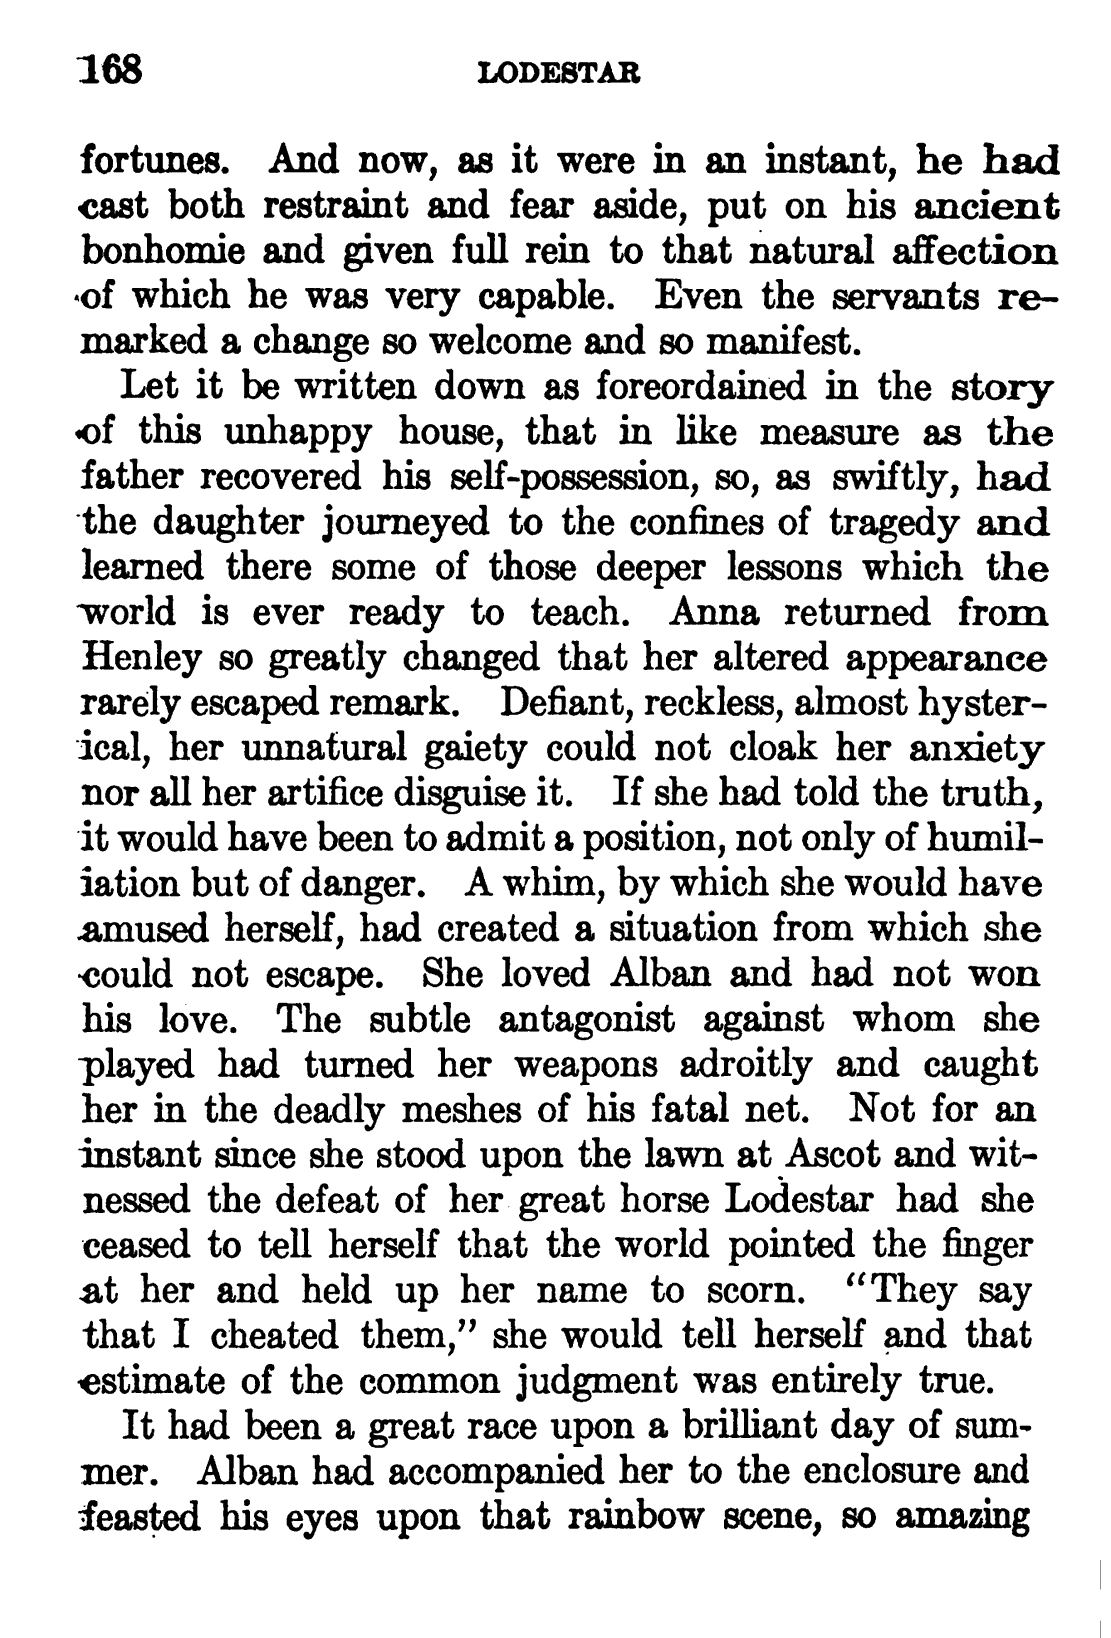 168 LODESTAR
fortunes. And now, as it were in an instant, he had
cast both restraint and fear aside, put on his ancient
bonhomie and given full rein to that natural affection
of which he was very capable. Even the servants re-
marked a change so welcome and so manifest.
Let it be written down as foreordained in the story
of this unhappy house, that in like measure as the
father recovered his self-possession, so, as swiftly, had
the daughter journeyed to the confines of tragedy and
learned there some of those deeper lessons which the
world is ever ready to teach. Anna returned from
Henley so greatly changed that her altered appearance
rarely escaped remark. Defiant, reckless, almost hyster-
ical, her unnatural gaiety could not cloak her anxiety
nor all her artifice disguise it. If she had told the truth,
it would have been to admit a position, not only of humil-
iation but of danger. A whim, by which she would have
amused herself, had created a situation from which she
could not escape. She loved Alban and had not won
his love. The subtle antagonist against whom she
played had turned her weapons adroitly and caught
her in the deadly meshes of his fatal net. Not for an
instant since she stood upon the lawn at Ascot and wit-
nessed the defeat of her great horse Lodestar had she
ceased to tell herself that the world pointed the finger
at her and held up her name to scorn. “They say
that I cheated them,” she would tell herself and that
estimate of the common judgment was entirely true.
It had been a great race upon a brilliant day of sum-
mer. Alban had accompanied her to the enclosure and
feasted his eyes upon that rainbow scene, so amazing